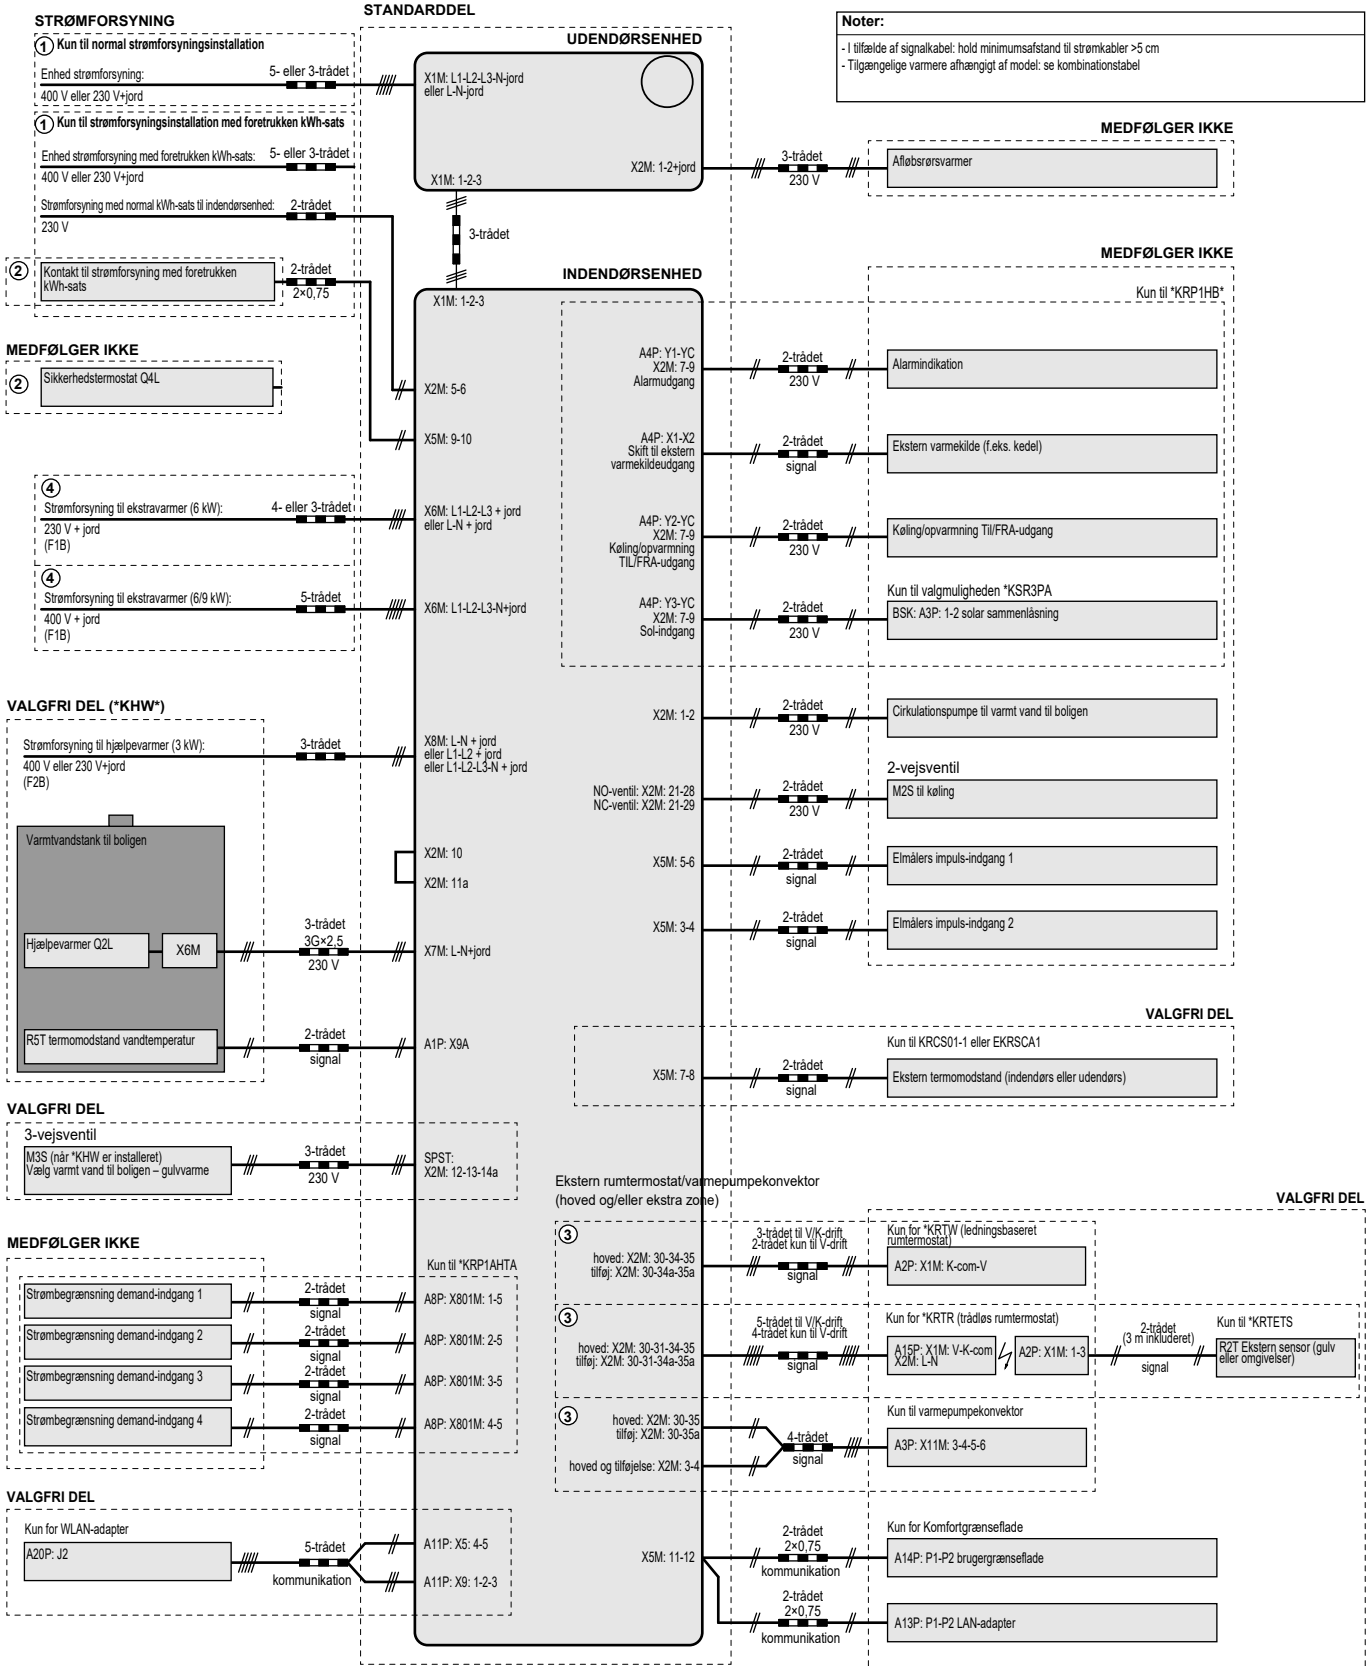 STRØMFORSYNING
1 Kun til normal strømforsyningsinstallation
Enhed strømforsyning:
5- eller 3-trådet
400 V eller 230 V+jord
1 Kun til strømforsyningsinstallation med foretrukken kWh-sats
Enhed strømforsyning med foretrukken kWh-sats:
5- eller 3-trådet
400 V eller 230 V+jord
Strømforsyning med normal kWh-sats til indendørsenhed:
2-trådet
230 V
2
Kontakt til strømforsyning med foretrukken
kWh-sats
2-trådet
2×0,75
MEDFØLGER IKKE
2
Sikkerhedstermostat Q4L
4
Strømforsyning til ekstravarmer (6 kW):
4- eller 3-trådet
230 V + jord
(F1B)
4
Strømforsyning til ekstravarmer (6/9 kW):
5-trådet
400 V + jord
(F1B)
VALGFRI DEL (*KHW*)
Strømforsyning til hjælpevarmer (3 kW):
3-trådet
400 V eller 230 V+jord
(F2B)
Varmtvandstank til boligen
Hjælpevarmer Q2L
X6M
3-trådet
3G×2,5
230 V
R5T termomodstand vandtemperatur
2-trådet
signal
VALGFRI DEL
3-vejsventil
M3S (når *KHW er installeret)
Vælg varmt vand til boligen – gulvvarme
3-trådet
230 V
MEDFØLGER IKKE
Kun til *KRP1AHTA
Strømbegrænsning demand-indgang 1
2-trådet
signal
A8P: X801M: 1-5
Strømbegrænsning demand-indgang 2
2-trådet
signal
A8P: X801M: 2-5
Strømbegrænsning demand-indgang 3
2-trådet
signal
A8P: X801M: 3-5
Strømbegrænsning demand-indgang 4
2-trådet
signal
A8P: X801M: 4-5
VALGFRI DEL
Kun for WLAN-adapter
A20P: J2
5-trådet
kommunikation
A11P: X5: 4-5
A11P: X9: 1-2-3
STANDARDDEL
UDENDØRSENHED
X1M: L1-L2-L3-N-jord
eller L-N-jord
X2M: 1-2+jord
X1M: 1-2-3
3-trådet
INDENDØRSENHED
X1M: 1-2-3
X2M: 5-6
X5M: 9-10
X6M: L1-L2-L3 + jord
eller L-N + jord
X6M: L1-L2-L3-N+jord
X8M: L-N + jord
eller L1-L2 + jord
eller L1-L2-L3-N + jord
X2M: 10
X2M: 11a
X7M: L-N+jord
A1P: X9A
SPST:
X2M: 12-13-14a
Noter:
- I tilfælde af signalkabel: hold minimumsafstand til strømkabler >5 cm
- Tilgængelige varmere afhængigt af model: se kombinationstabel
MEDFØLGER IKKE
3-trådet
230 V
Afløbsrørsvarmer
MEDFØLGER IKKE
Kun til *KRP1HB*
A4P: Y1-YC
X2M: 7-9
Alarmudgang
2-trådet
230 V
Alarmindikation
A4P: X1-X2
Skift til ekstern
varmekildeudgang
2-trådet
signal
Ekstern varmekilde (f.eks. kedel)
A4P: Y2-YC
X2M: 7-9
Køling/opvarmning
TIL/FRA-udgang
2-trådet
230 V
Køling/opvarmning Til/FRA-udgang
Kun til valgmuligheden *KSR3PA
A4P: Y3-YC
X2M: 7-9
Sol-indgang
2-trådet
230 V
BSK: A3P: 1-2 solar sammenlåsning
X2M: 1-2
2-trådet
230 V
Cirkulationspumpe til varmt vand til boligen
2-vejsventil
NO-ventil: X2M: 21-28
NC-ventil: X2M: 21-29
2-trådet
230 V
M2S til køling
X5M: 5-6
2-trådet
signal
Elmålers impuls-indgang 1
X5M: 3-4
2-trådet
signal
Elmålers impuls-indgang 2
VALGFRI DEL
Kun til KRCS01-1 eller EKRSCA1
X5M: 7-8
2-trådet
signal
Ekstern termomodstand (indendørs eller udendørs)
Ekstern rumtermostat/varmepumpekonvektor
(hoved og/eller ekstra zone)
VALGFRI DEL
3
hoved: X2M: 30-34-35
tilføj: X2M: 30-34a-35a
3-trådet til V/K-drift
2-trådet kun til V-drift
signal
Kun for *KRTW (ledningsbaseret
rumtermostat)
A2P: X1M: K-com-V
3
hoved: X2M: 30-31-34-35
tilføj: X2M: 30-31-34a-35a
5-trådet til V/K-drift
4-trådet kun til V-drift
signal
Kun for *KRTR (trådløs rumtermostat)
A15P: X1M: V-K-com
X2M: L-N
A2P: X1M: 1-3
2-trådet
(3 m inkluderet)
signal
Kun til *KRTETS
R2T Ekstern sensor (gulv
eller omgivelser)
3
hoved: X2M: 30-35
tilføj: X2M: 30-35a
hoved og tilføjelse: X2M: 3-4
4-trådet
signal
Kun til varmepumpekonvektor
A3P: X11M: 3-4-5-6
X5M: 11-12
2-trådet
2×0,75
kommunikation
Kun for Komfortgrænseflade
A14P: P1-P2 brugergrænseflade
2-trådet
2×0,75
kommunikation
A13P: P1-P2 LAN-adapter